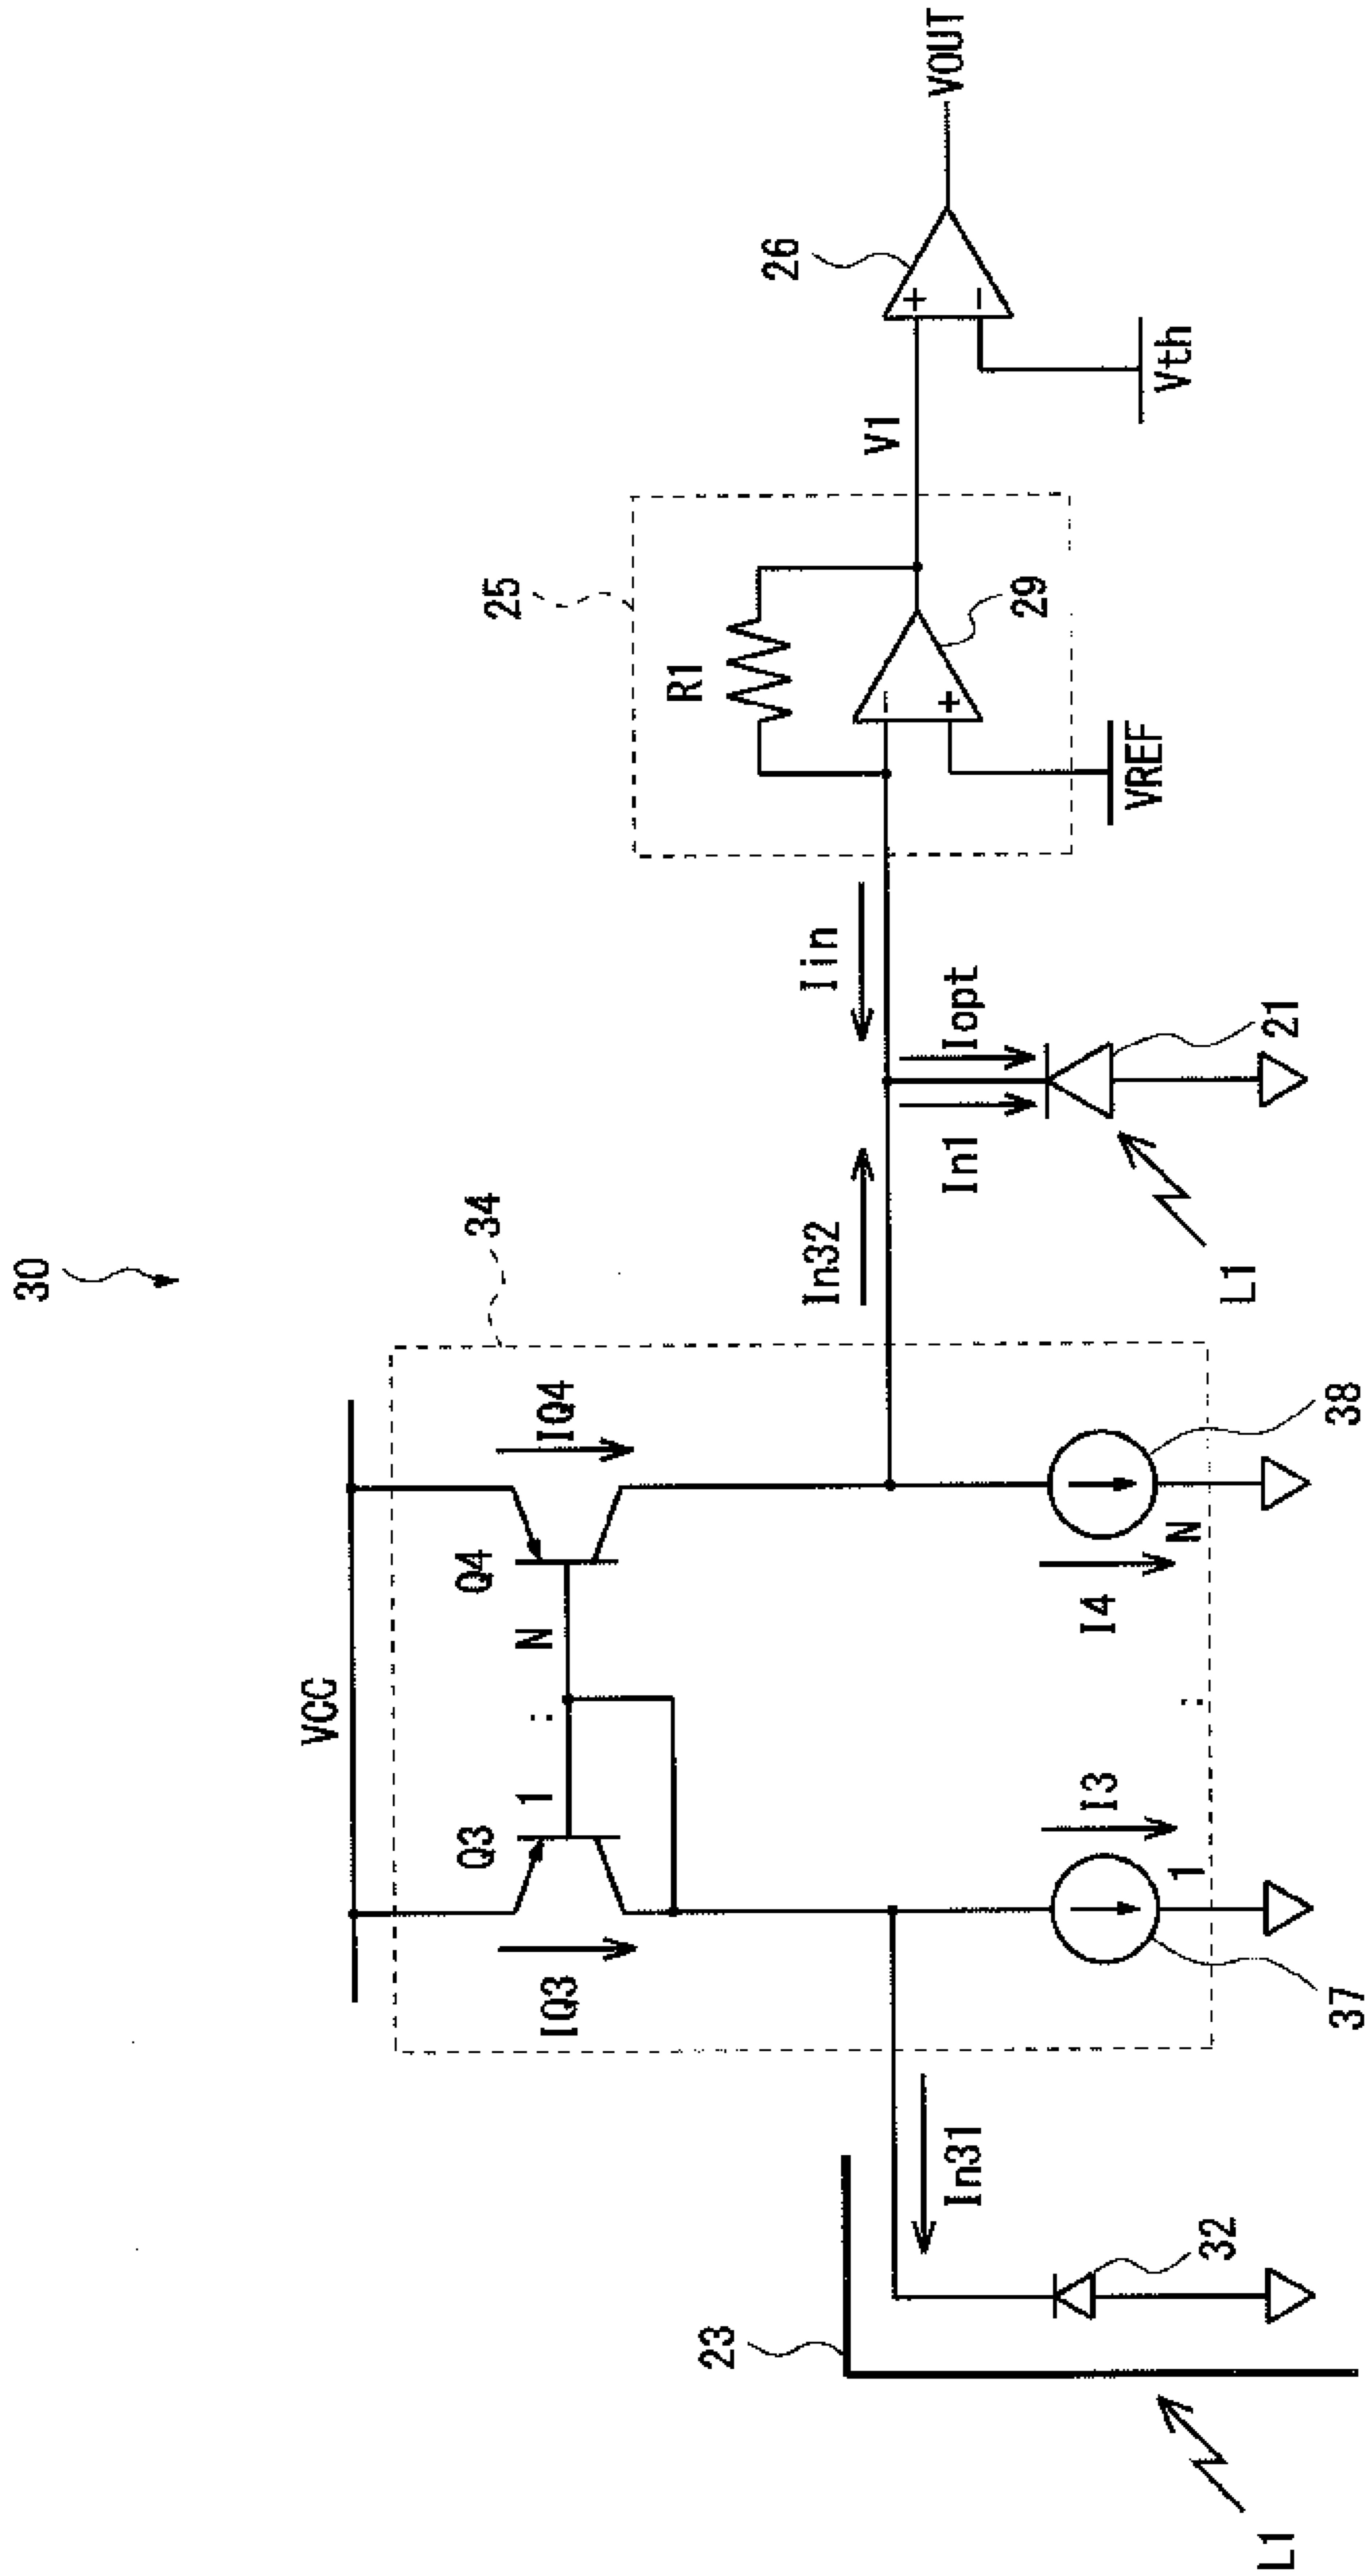 30
VCC
34
IQ3
Q3
1 : N
Q4
IQ4
In31
I3
I4
1 : N
37
38
23
32
L1
In32
Iin
In1
Iopt
L1
21
25
R1
-
+
29
VREF
V1
26
+
-
Vth
VOUT